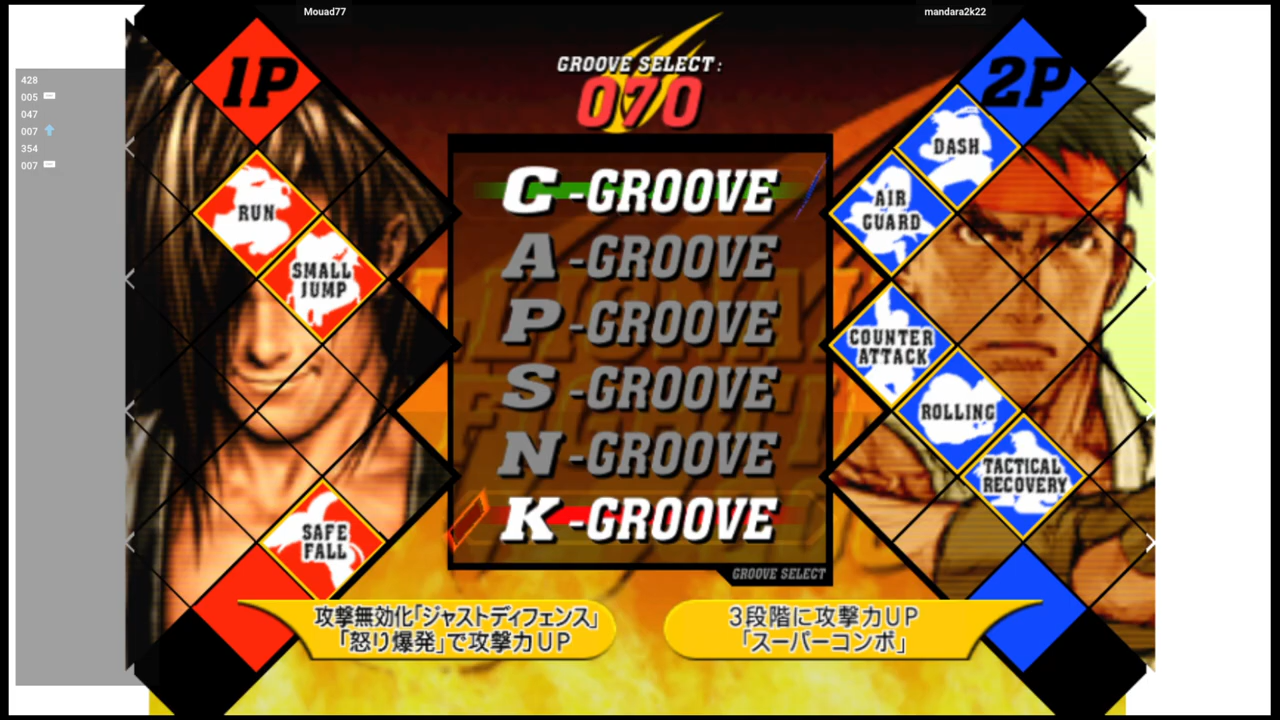 Mouad77
mandara2k22
1P
2P
GROOVE SELECT:
070
428
005
047
007
354
007
RUN
SMALL
JUMP
SAFE
FALL
C-GROOVE
A-GROOVE
P-GROOVE
S-GROOVE
N-GROOVE
K-GROOVE
GROOVE SELECT
DASH
AIR
GUARD
COUNTER
ATTACK
ROLLING
TACTICAL
RECOVERY
攻撃無効化「ジャストディフェンス」
「怒り爆発」で攻撃力UP
3段階に攻撃力UP
「スーパーコンボ」